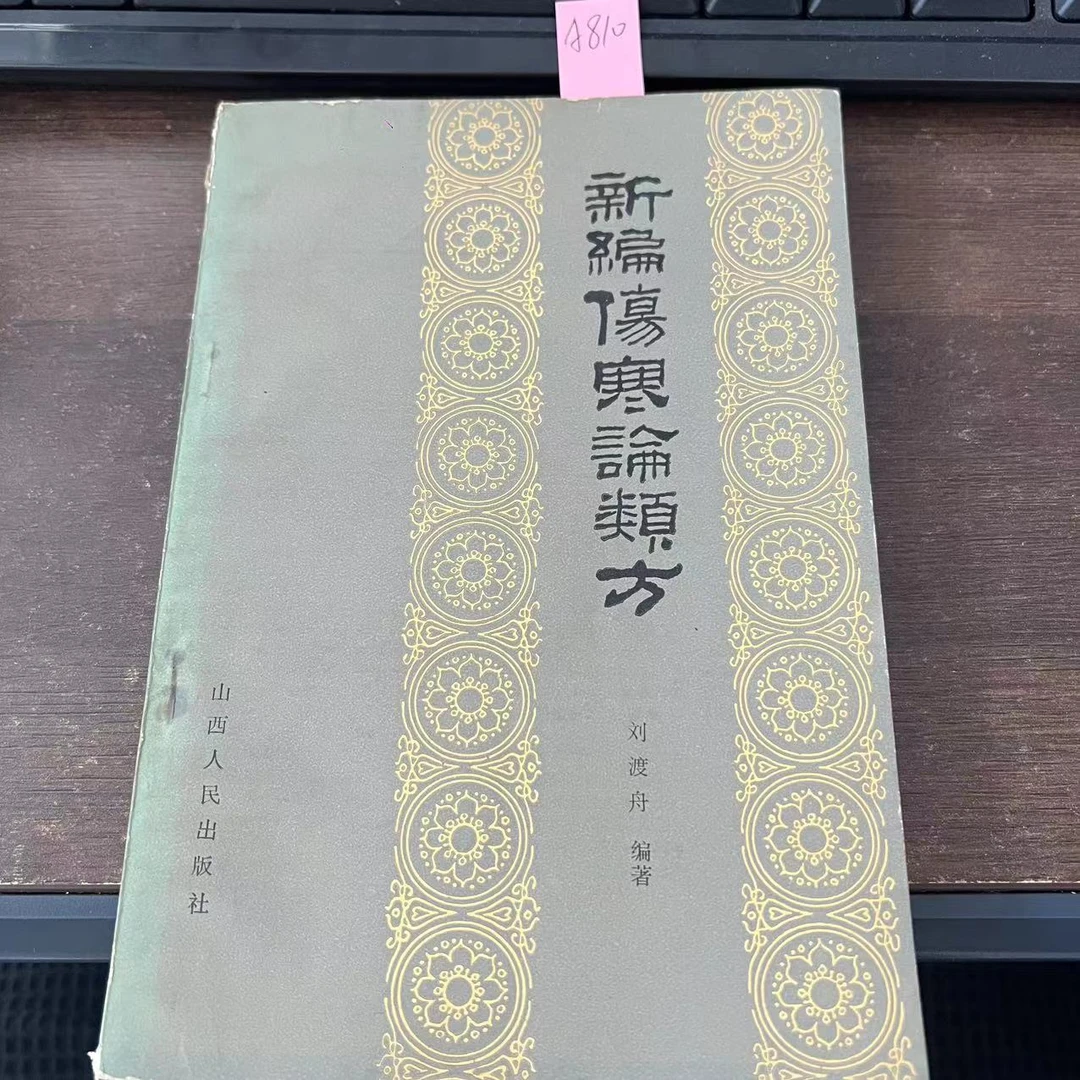 A810
新編傷寒論類方
刘渡舟 编著
山西人民出版社